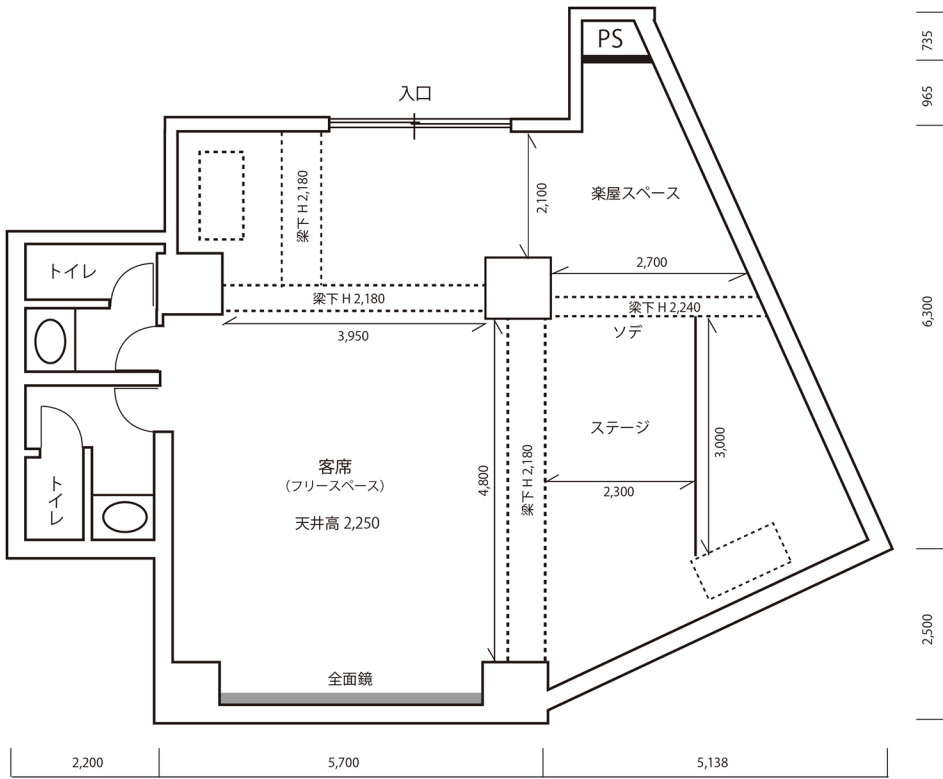 PS
735
965
入口
梁下 H 2,180
2,100
楽屋スペース
トイレ
2,700
梁下 H 2,180
梁下 H 2,240
6,300
3,950
ソデ
ステージ
3,000
客席
（フリースペース）
4,800
梁下 H 2,180
2,300
トイレ
天井高 2,250
2,500
全面鏡
2,200
5,700
5,138